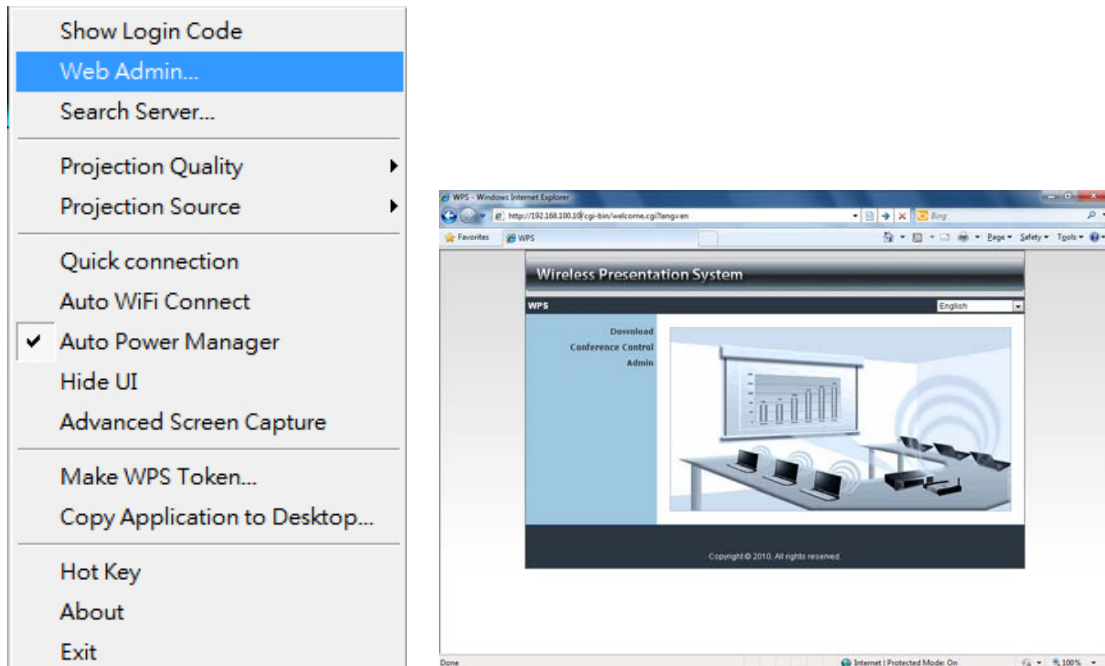 Show Login Code
Web Admin...
Search Server...
Projection Quality
Projection Source
Quick connection
Auto WiFi Connect
Auto Power Manager
Hide UI
Advanced Screen Capture
Make WPS Token...
Copy Application to Desktop...
Hot Key
About
Exit
WPS - Windows Internet Explorer
http://192.168.100.10/cgi-bin/welcome.cgi?lang=en
Bing
Favorites WPS Page Safety Tools
Wireless Presentation System
WPS English
Download
Conference Control
Admin
Copyright © 2010. All rights reserved.
Done Internet | Protected Mode: On 100%